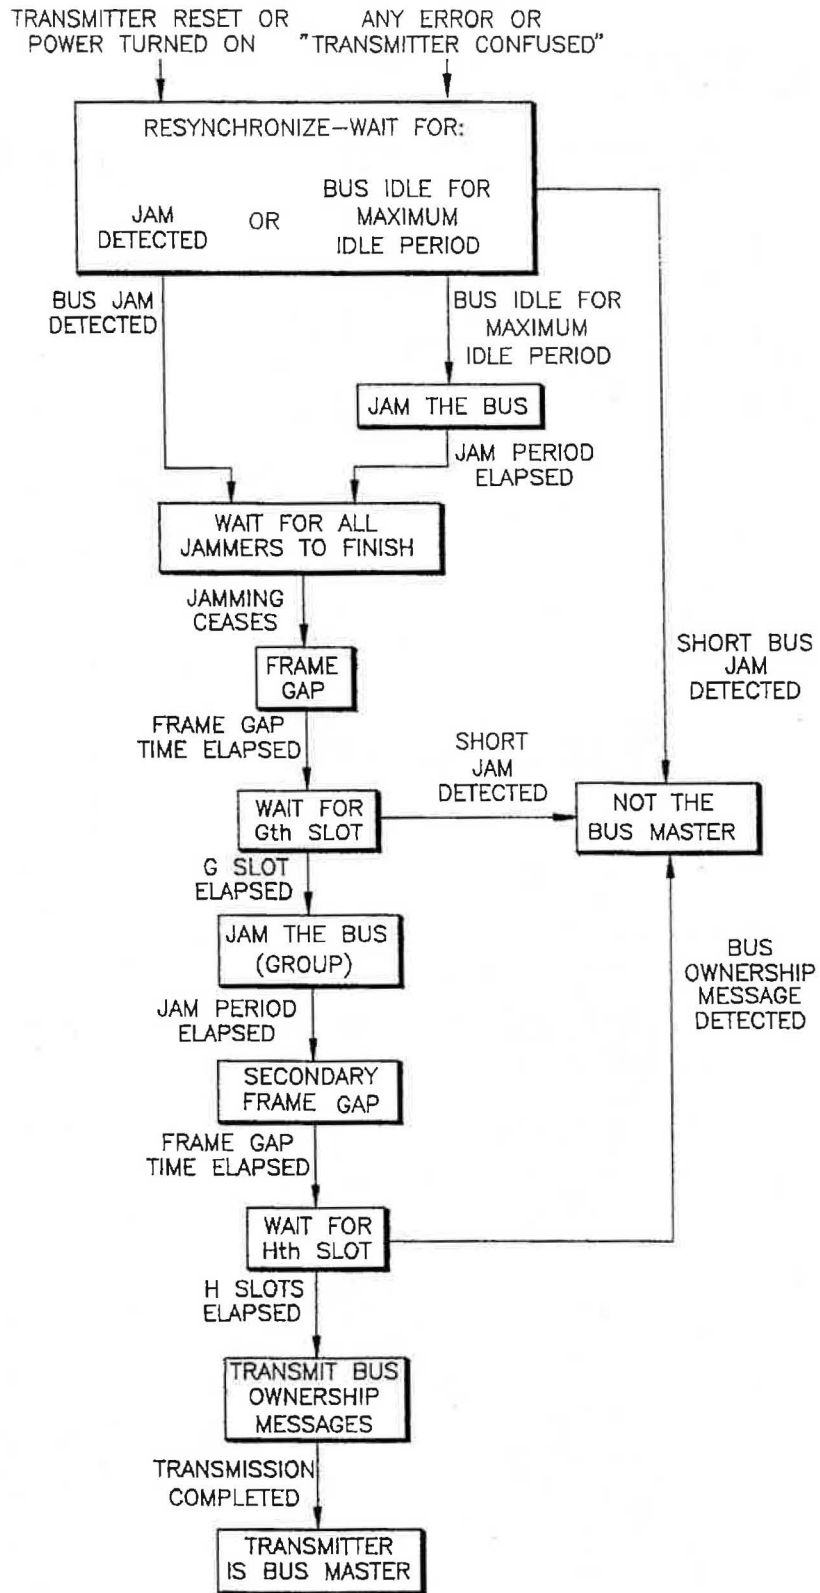 TRANSMITTER RESET OR
POWER TURNED ON
ANY ERROR OR
"TRANSMITTER CONFUSED"
RESYNCHRONIZE-WAIT FOR:
JAM
DETECTED
OR
BUS IDLE FOR
MAXIMUM
IDLE PERIOD
BUS JAM
DETECTED
BUS IDLE FOR
MAXIMUM
IDLE PERIOD
JAM THE BUS
JAM PERIOD
ELAPSED
WAIT FOR ALL
JAMMERS TO FINISH
JAMMING
CEASES
FRAME
GAP
SHORT BUS
JAM
DETECTED
FRAME GAP
TIME ELAPSED
SHORT
JAM
DETECTED
WAIT FOR
Gth SLOT
NOT THE
BUS MASTER
G SLOT
ELAPSED
JAM THE BUS
(GROUP)
BUS
OWNERSHIP
MESSAGE
DETECTED
JAM PERIOD
ELAPSED
SECONDARY
FRAME GAP
FRAME GAP
TIME ELAPSED
WAIT FOR
Hth SLOT
H SLOTS
ELAPSED
TRANSMIT BUS
OWNERSHIP
MESSAGES
TRANSMISSION
COMPLETED
TRANSMITTER
IS BUS MASTER